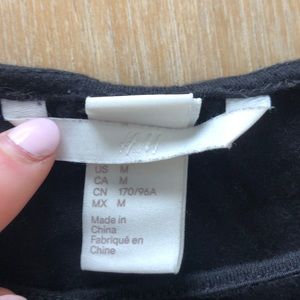 H&M
US M
CA M
CN 170/96A
MX M
Made in
China
Fabriqué en
Chine